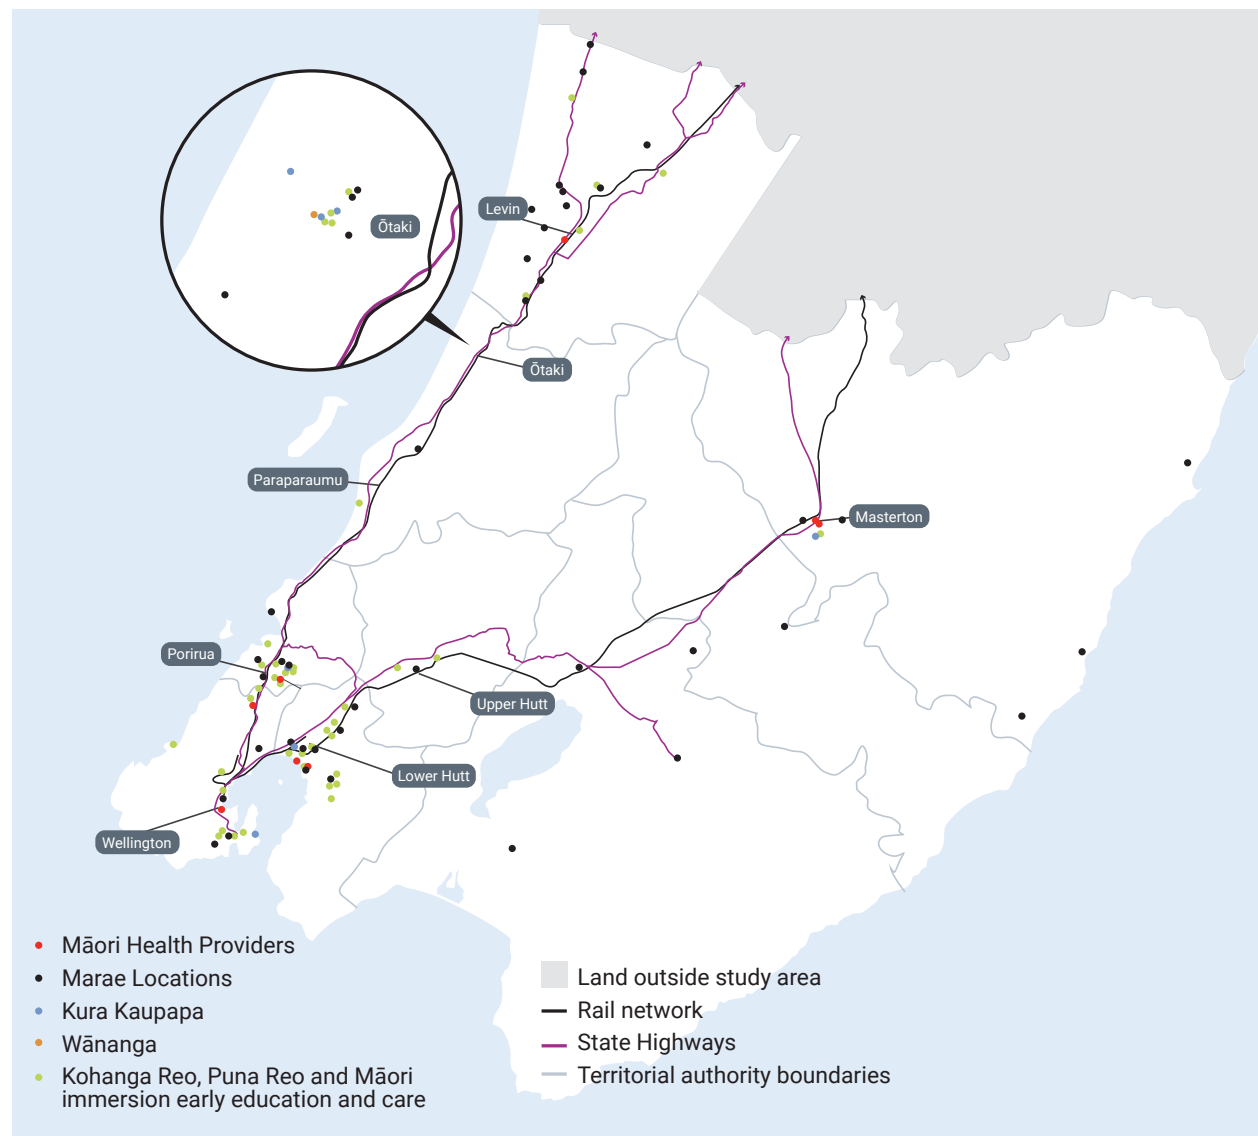 Ōtaki
Levin
Ōtaki
Paraparaumu
Masterton
Porirua
Upper Hutt
Lower Hutt
Wellington
Māori Health Providers
Marae Locations
Kura Kaupapa
Wānanga
Kohanga Reo, Puna Reo and Māori
immersion early education and care
Land outside study area
Rail network
State Highways
Territorial authority boundaries